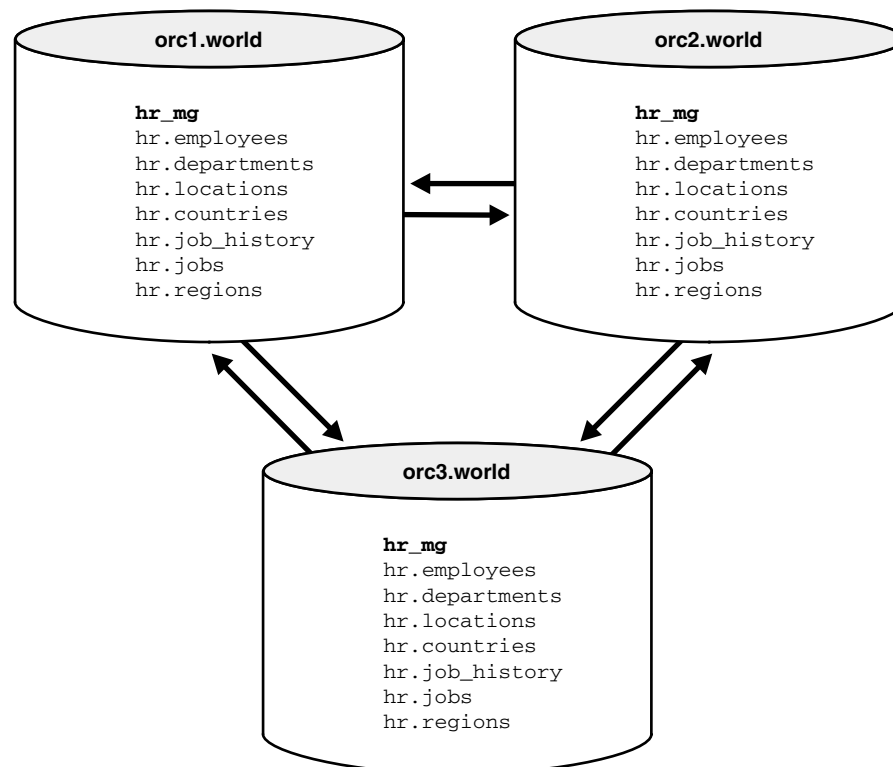 orc1.world
hr_mg
hr.employees
hr.departments
hr.locations
hr.countries
hr.job_history
hr.jobs
hr.regions
orc2.world
hr_mg
hr.employees
hr.departments
hr.locations
hr.countries
hr.job_history
hr.jobs
hr.regions
orc3.world
hr_mg
hr.employees
hr.departments
hr.locations
hr.countries
hr.job_history
hr.jobs
hr.regions